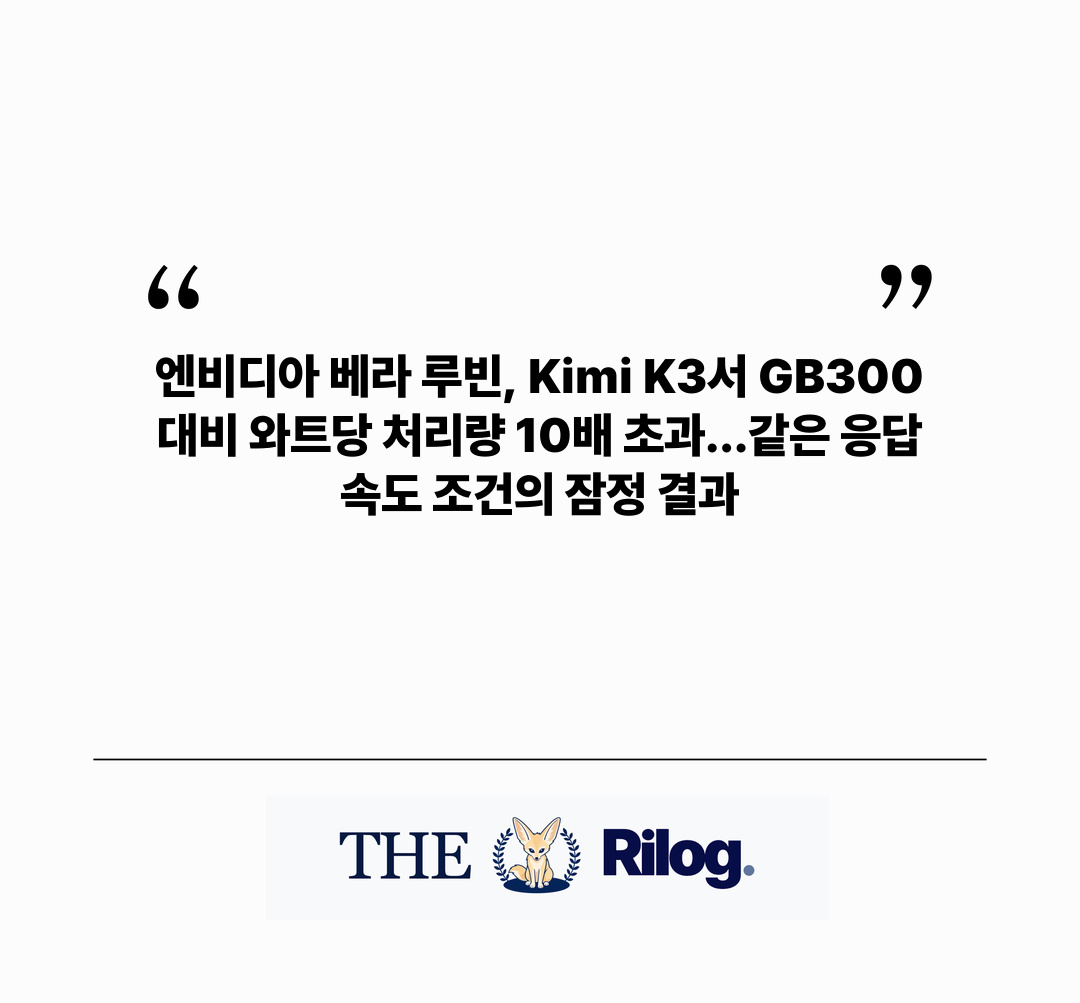 “ ”
엔비디아 베라 루빈, Kimi K3서 GB300
대비 와트당 처리량 10배 초과...같은 응답
속도 조건의 잠정 결과
THE Rilog.